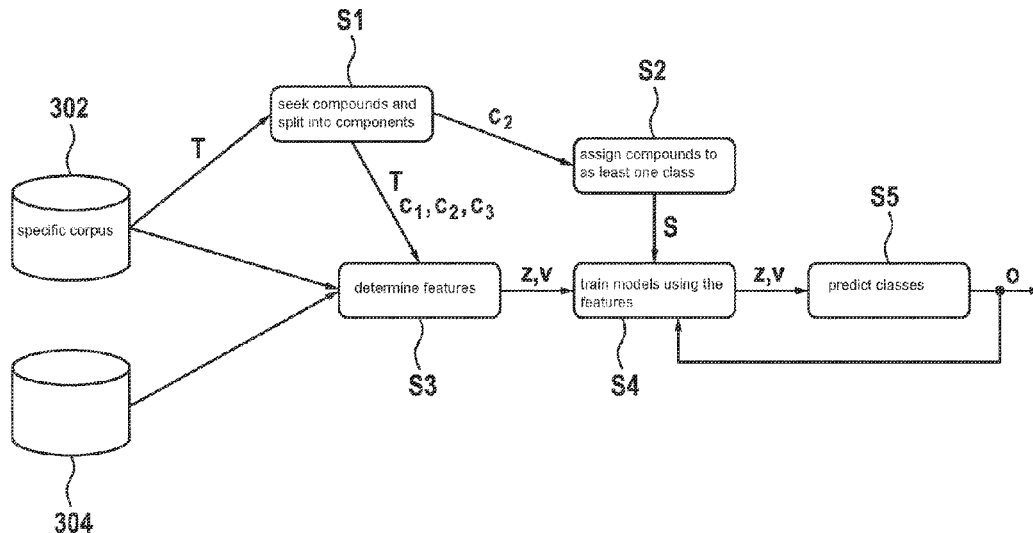 S1
seek compounds and
split into components
302
T
c2
S2
assign compounds to
as least one class
specific corpus
T
c1, c2, c3
S
S5
determine features
z,v
train models using the
features
z,v
predict classes
o
S3
S4
304